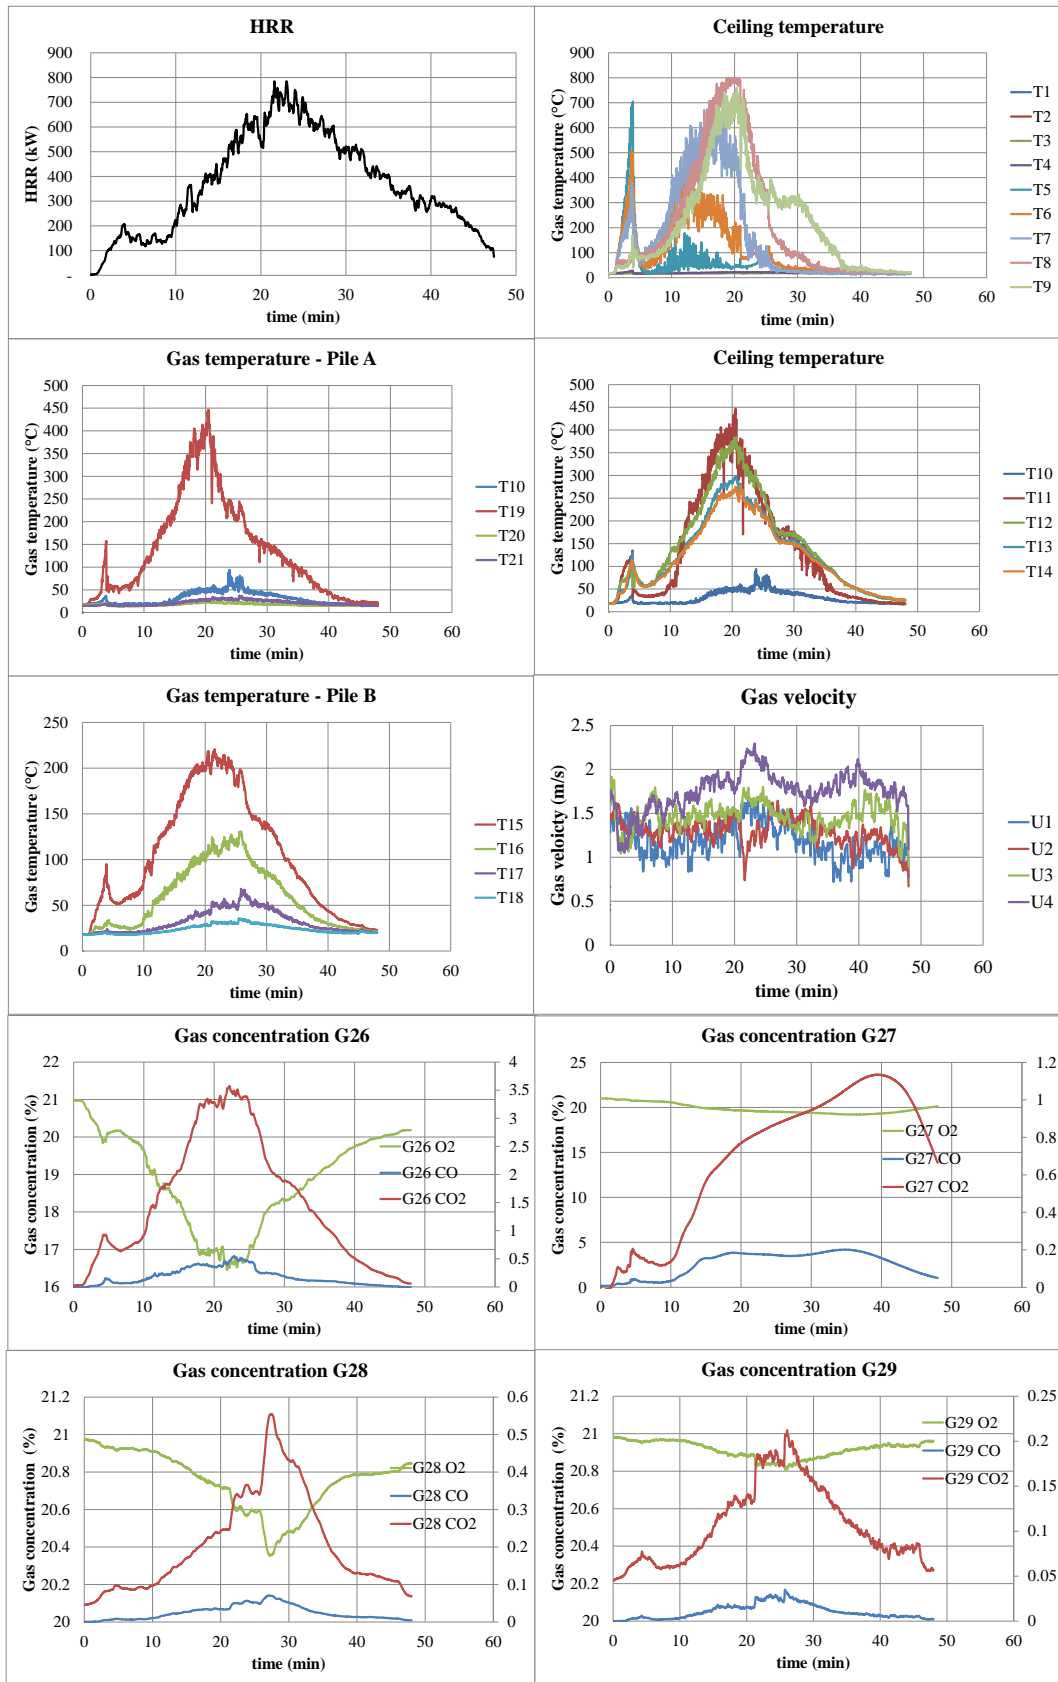 HRR
900
800
700
600
500
400
300
200
100
-
HRR (kW)
0 10 20 30 40 50
time (min)
Ceiling temperature
900
800
700
600
500
400
300
200
100
0
Gas temperature (°C)
0 10 20 30 40 50 60
time (min)
T1
T2
T3
T4
T5
T6
T7
T8
T9
Gas temperature - Pile A
500
450
400
350
300
250
200
150
100
50
0
Gas temperature (°C)
0 10 20 30 40 50 60
time (min)
T10
T19
T20
T21
Ceiling temperature
500
450
400
350
300
250
200
150
100
50
0
Gas temperature (°C)
0 10 20 30 40 50 60
time (min)
T10
T11
T12
T13
T14
Gas temperature - Pile B
250
200
150
100
50
0
Gas temperature (°C)
0 10 20 30 40 50 60
time (min)
T15
T16
T17
T18
Gas velocity
2.5
2
1.5
1
0.5
0
Gas veloicty (m/s)
0 10 20 30 40 50 60
time (min)
U1
U2
U3
U4
Gas concentration G26
22
21
20
19
18
17
16
Gas concentration (%)
4
3.5
3
2.5
2
1.5
1
0.5
0
0 10 20 30 40 50 60
time (min)
G26 O2
G26 CO
G26 CO2
Gas concentration G27
25
20
15
10
5
0
Gas concentration (%)
1.2
1
0.8
0.6
0.4
0.2
0
0 10 20 30 40 50 60
time (min)
G27 O2
G27 CO
G27 CO2
Gas concentration G28
21.2
21
20.8
20.6
20.4
20.2
20
Gas concentration (%)
0.6
0.5
0.4
0.3
0.2
0.1
0
0 10 20 30 40 50 60
time (min)
G28 O2
G28 CO
G28 CO2
Gas concentration G29
21.2
21
20.8
20.6
20.4
20.2
20
Gas concentration (%)
0.25
0.2
0.15
0.1
0.05
0
0 10 20 30 40 50 60
time (min)
G29 O2
G29 CO
G29 CO2